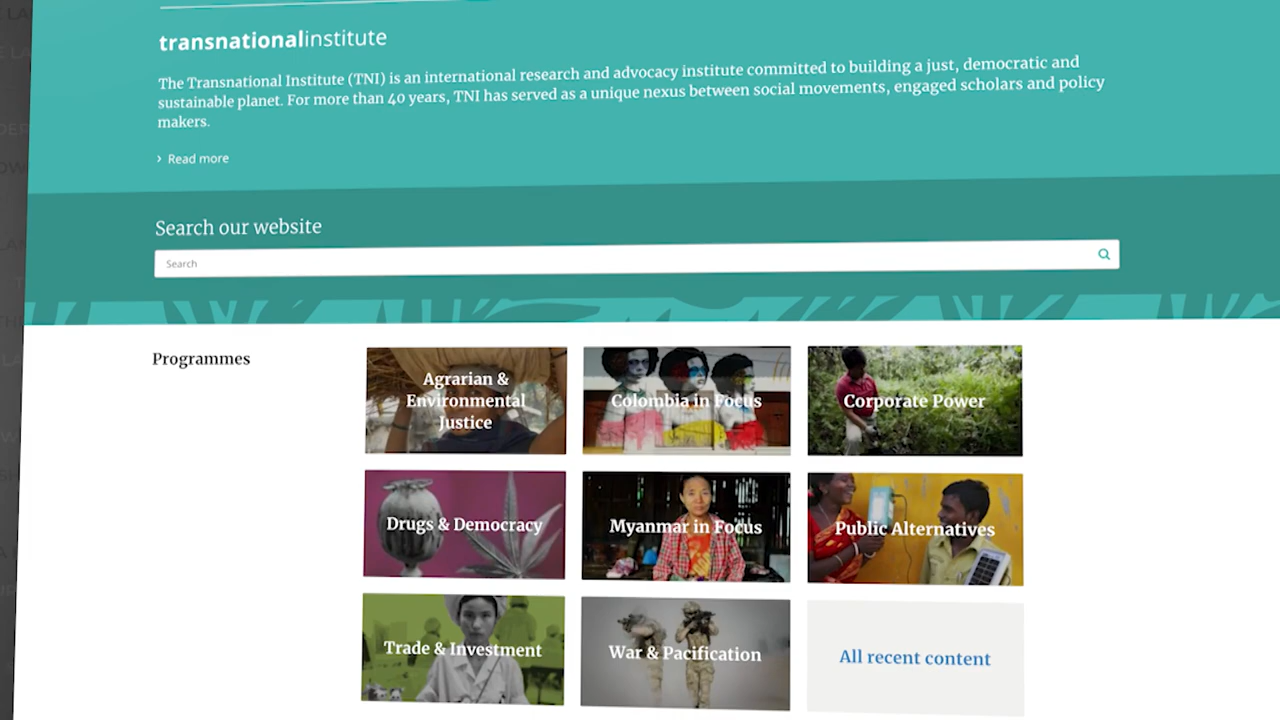 transnationalinstitute
The Transnational Institute (TNI) is an international research and advocacy institute committed to building a just, democratic and
sustainable planet. For more than 40 years, TNI has served as a unique nexus between social movements, engaged scholars and policy
makers.
› Read more
Search our website
Search
Programmes
Agrarian &
Environmental
Justice
Colombia in Focus
Corporate Power
Drugs & Democracy
Myanmar in Focus
Public Alternatives
Trade & Investment
War & Pacification
All recent content